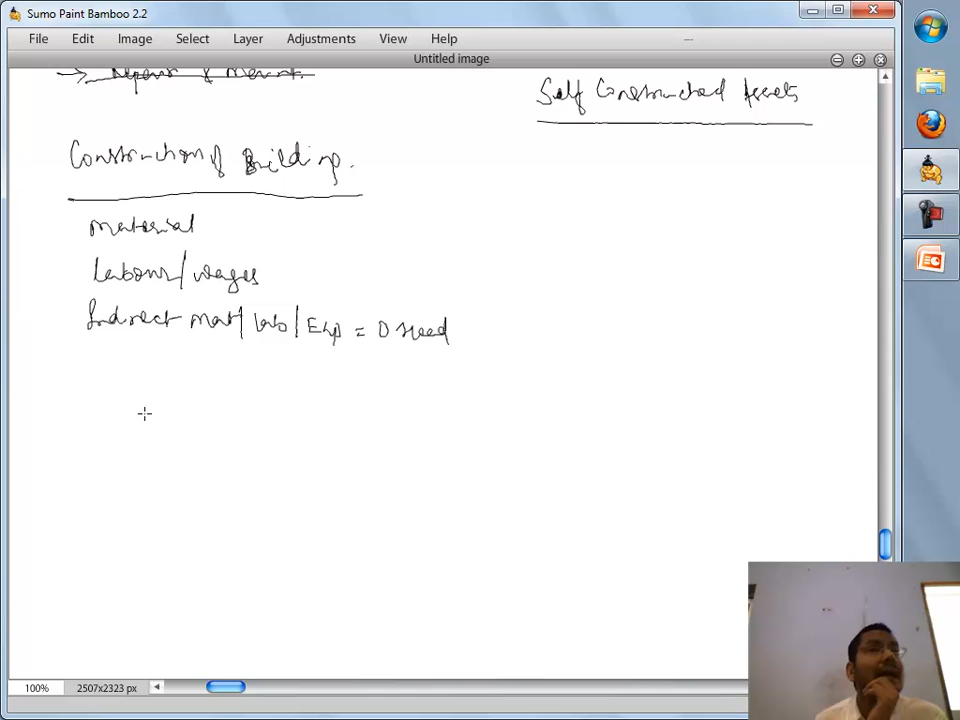 Sumo Paint Bamboo 2.2
File Edit Image Select Layer Adjustments View Help
Untitled image
Self Constructed Assets
Construction of Building.
Material
Labour/wages
Indirect Mat/Lab/Exp =
100% 2507x2323 px